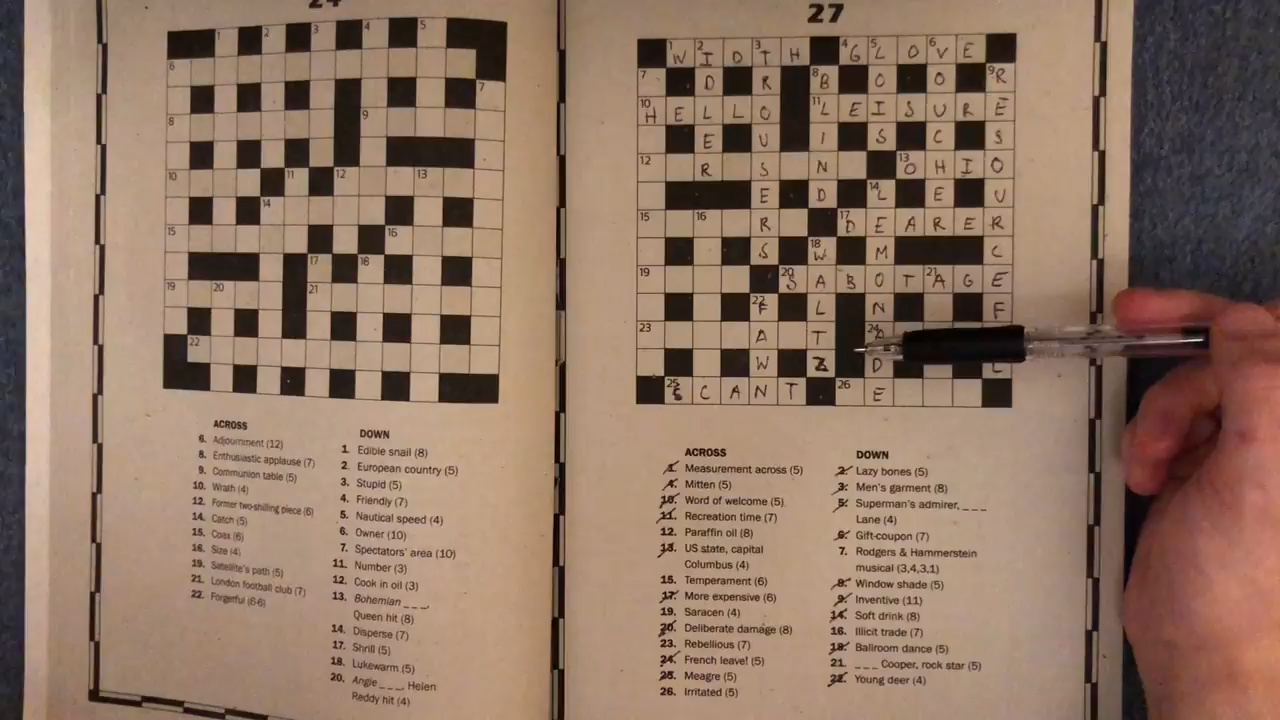 24
ACROSS
6. Adjournment (12)
8. Enthusiastic applause (7)
9. Communion table (5)
10. Wrath (4)
12. Former two-shilling piece (6)
14. Catch (5)
15. Coax (6)
16. Size (4)
19. Satellite's path (5)
21. London football club (7)
22. Forgetful (6-6)
DOWN
1. Edible snail (8)
2. European country (5)
3. Stupid (5)
4. Friendly (7)
5. Nautical speed (4)
6. Owner (10)
7. Spectators' area (10)
11. Number (3)
12. Cook in oil (3)
13. Bohemian ___,
Queen hit (8)
14. Disperse (7)
17. Shrill (5)
18. Lukewarm (5)
20. Angie ___, Helen
Reddy hit (4)
27
WIDTH GLOVE
D R B O O R
HELLO LEISURE
E U I S C S
R S N OHIO
E D L E U
R DEARER
S W M C
SABOTAGE
F L N F
A T
W Z D L
SCANT E
ACROSS
1. Measurement across (5)
4. Mitten (5)
10. Word of welcome (5)
11. Recreation time (7)
12. Paraffin oil (8)
13. US state, capital
Columbus (4)
15. Temperament (6)
17. More expensive (6)
19. Saracen (4)
20. Deliberate damage (8)
23. Rebellious (7)
24. French leave! (5)
25. Meagre (5)
26. Irritated (5)
DOWN
2. Lazy bones (5)
3. Men's garment (8)
5. Superman's admirer, ___
Lane (4)
6. Gift-coupon (7)
7. Rodgers & Hammerstein
musical (3,4,3,1)
8. Window shade (5)
9. Inventive (11)
14. Soft drink (8)
16. Illicit trade (7)
18. Ballroom dance (5)
21. ___ Cooper, rock star (5)
22. Young deer (4)